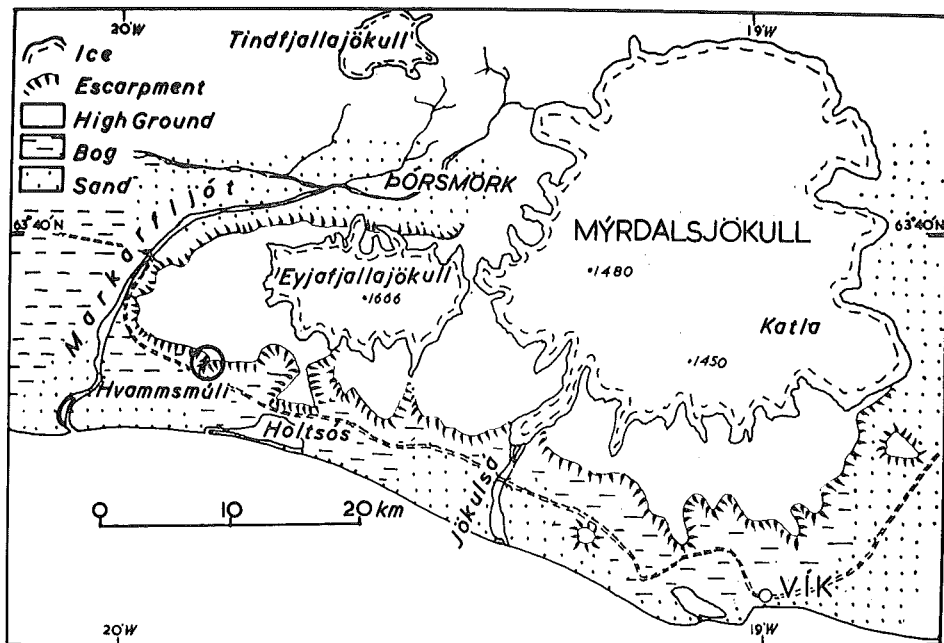 20°W
19°W
Tindfjallajökull
Ice
Escarpment
High Ground
Bog
Sand
63°40'N
63°40'N
Markarfljót
ÞÓRSMÖRK
MÝRDALSJÖKULL
Eyjafjallajökull
•1666
•1480
Katla
•1450
Hvammsmúli
Holtsós
Jökulsa
0 10 20 km
VÍK
20°W
19°W